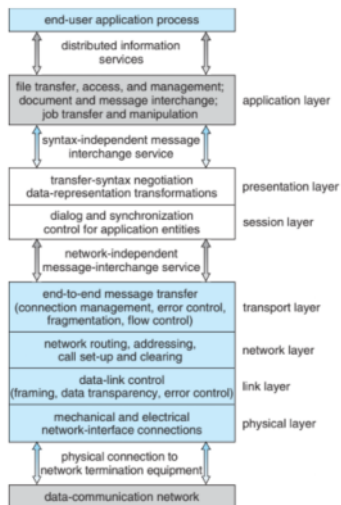 end-user application process
distributed information
services
file transfer, access, and management;
document and message interchange;
job transfer and manipulation
application layer
syntax-independent message
interchange service
transfer-syntax negotiation
data-representation transformations
presentation layer
dialog and synchronization
control for application entities
session layer
network-independent
message-interchange service
end-to-end message transfer
(connection management, error control,
fragmentation, flow control)
transport layer
network routing, addressing,
call set-up and clearing
network layer
data-link control
(framing, data transparency, error control)
link layer
mechanical and electrical
network-interface connections
physical layer
physical connection to
network termination equipment
data-communication network